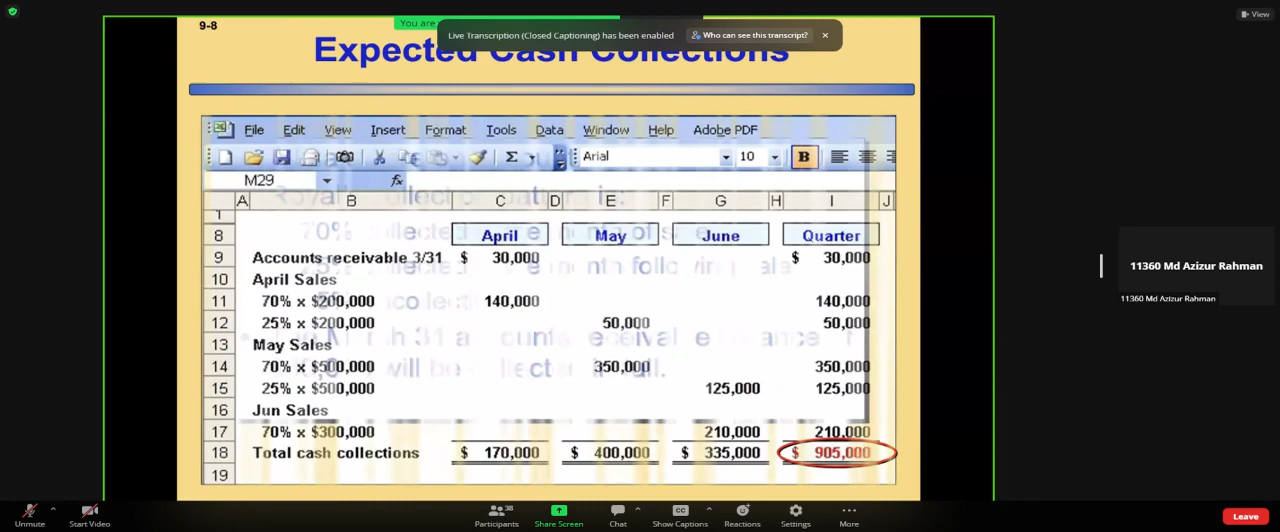 View
9-8
You are
Live Transcription (Closed Captioning) has been enabled Who can see this transcript?
Expected Cash Collections
File Edit View Insert Format Tools Data Window Help Adobe PDF
Arial 10 B
M29 fx
A B C D E F G H I J
8 April May June Quarter
9 Accounts receivable 3/31 $ 30,000 $ 30,000
10 April Sales
11 70% x $200,000 140,000 140,000
12 25% x $200,000 50,000 50,000
13 May Sales
14 70% x $500,000 350,000 350,000
15 25% x $500,000 125,000 125,000
16 Jun Sales
17 70% x $300,000 210,000 210,000
18 Total cash collections $ 170,000 $ 400,000 $ 335,000 $ 905,000
19
11360 Md Azizur Rahman
11360 Md Azizur Rahman
Unmute Start Video Participants 38 Share Screen Chat Show Captions Reactions Settings More Leave